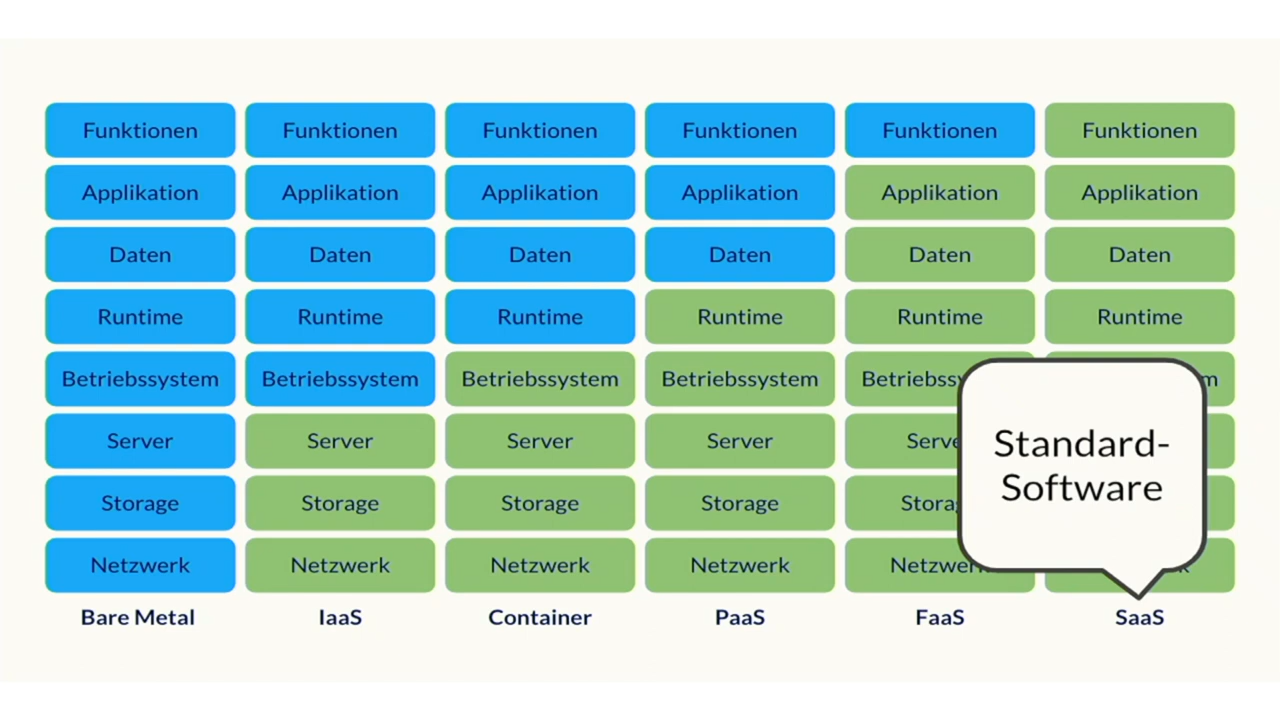 Funktionen Funktionen Funktionen Funktionen Funktionen Funktionen
Applikation Applikation Applikation Applikation Applikation Applikation
Daten Daten Daten Daten Daten Daten
Runtime Runtime Runtime Runtime Runtime Runtime
Betriebssystem Betriebssystem Betriebssystem Betriebssystem
Server Server Server Server
Storage Storage Storage Storage
Netzwerk Netzwerk Netzwerk Netzwerk
Standard-
Software
Bare Metal IaaS Container PaaS FaaS SaaS